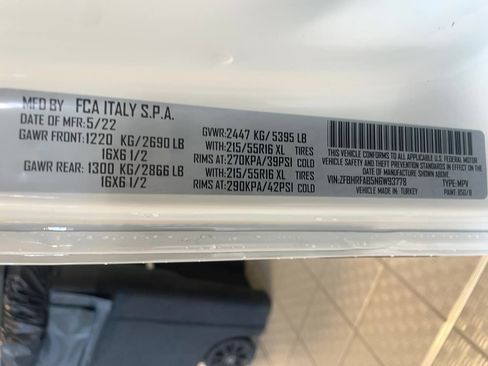 MFD BY FCA ITALY S.P.A.
DATE OF MFR:5/22 GVWR:2447 KG/5395 LB
GAWR FRONT:1220 KG/2690 LB WITH:215/55R16 XL TIRES
16X6 1/2 RIMS AT:270KPA/39PSI COLD
GAWR REAR:1300 KG/2866 LB WITH:215/55R16 XL TIRES
16X6 1/2 RIMS AT:290KPA/42PSI COLD
THIS VEHICLE CONFORMS TO ALL APPLICABLE U.S. FEDERAL MOTOR
VEHICLE SAFETY AND THEFT PREVENTION STANDARDS IN EFFECT ON
THE DATE OF MANUFACTURE SHOWN ABOVE.
VIN:ZFBHRFAB5N6W93778 TYPE:MPV
MADE IN: TURKEY PAINT 850/B